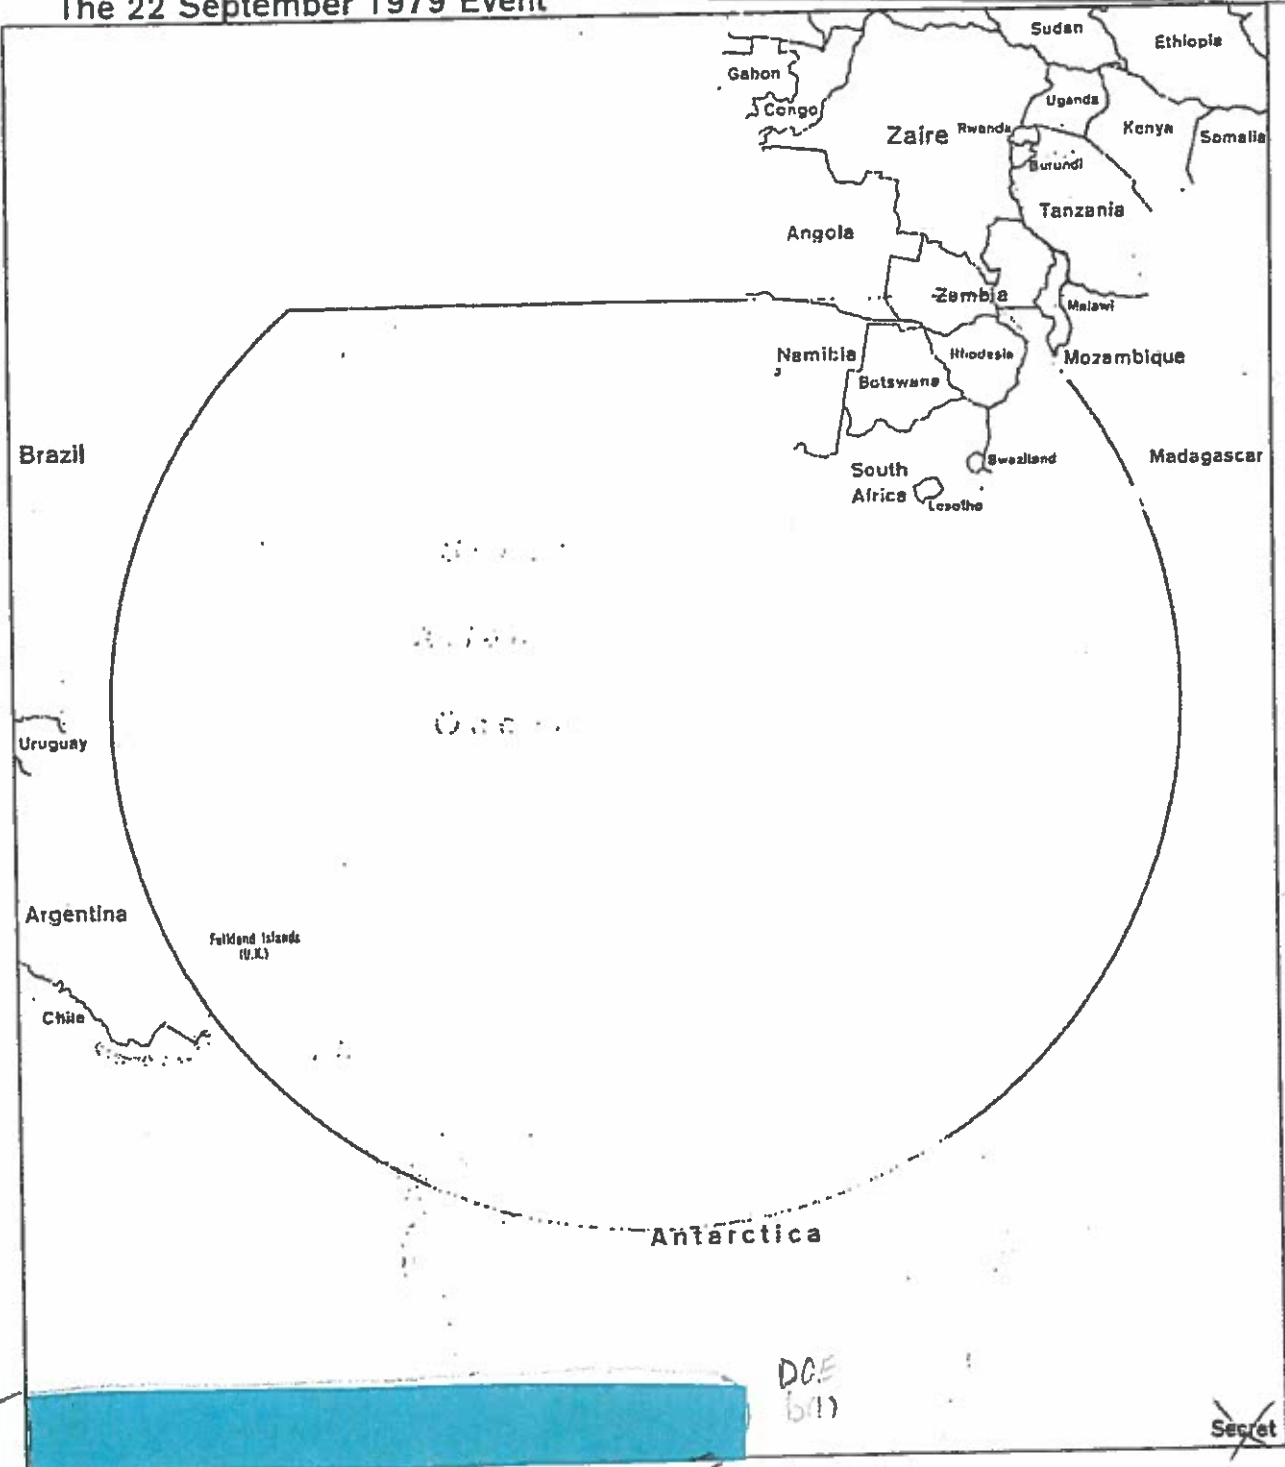 The 22 September 1979 Event
Sudan
Ethiopia
Gabon
Uganda
Congo
Zaire
Rwanda
Kenya
Somalia
Burundi
Tanzania
Angola
Zambia
Malawi
Namibia
Rhodesia
Mozambique
Botswana
Brazil
Swaziland
Madagascar
South
Africa
Lesotho
Uruguay
Argentina
Falkland Islands
(U.K.)
Chile
Antarctica
DOE
b(1)
Secret